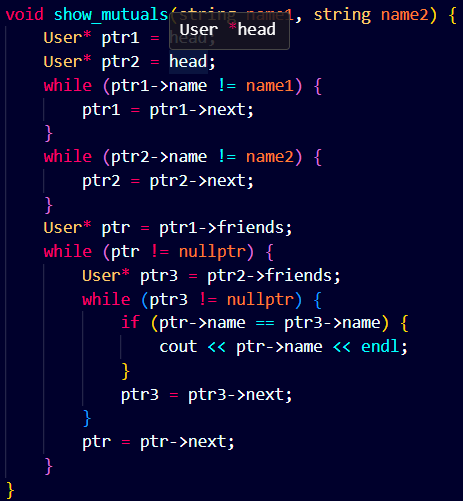 void show_mutuals(string name1, string name2) {
User* ptr1 = head;
User *head
User* ptr2 = head;
while (ptr1->name != name1) {
ptr1 = ptr1->next;
}
while (ptr2->name != name2) {
ptr2 = ptr2->next;
}
User* ptr = ptr1->friends;
while (ptr != nullptr) {
User* ptr3 = ptr2->friends;
while (ptr3 != nullptr) {
if (ptr->name == ptr3->name) {
cout << ptr->name << endl;
}
ptr3 = ptr3->next;
}
ptr = ptr->next;
}
}